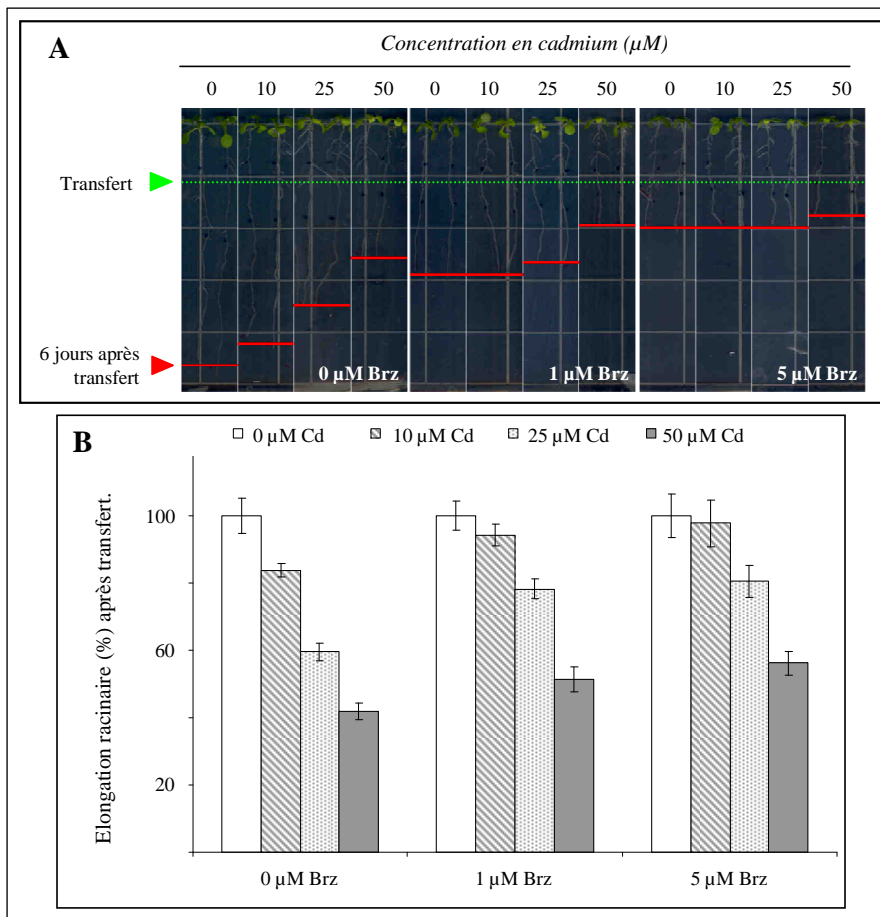 A
Concentration en cadmium (µM)
0 10 25 50 0 10 25 50 0 10 25 50
Transfert
6 jours après
transfert
0 µM Brz
1 µM Brz
5 µM Brz
B
0 µM Cd 10 µM Cd 25 µM Cd 50 µM Cd
Elongation racinaire (%) après transfert.
100
60
20
0 µM Brz 1 µM Brz 5 µM Brz